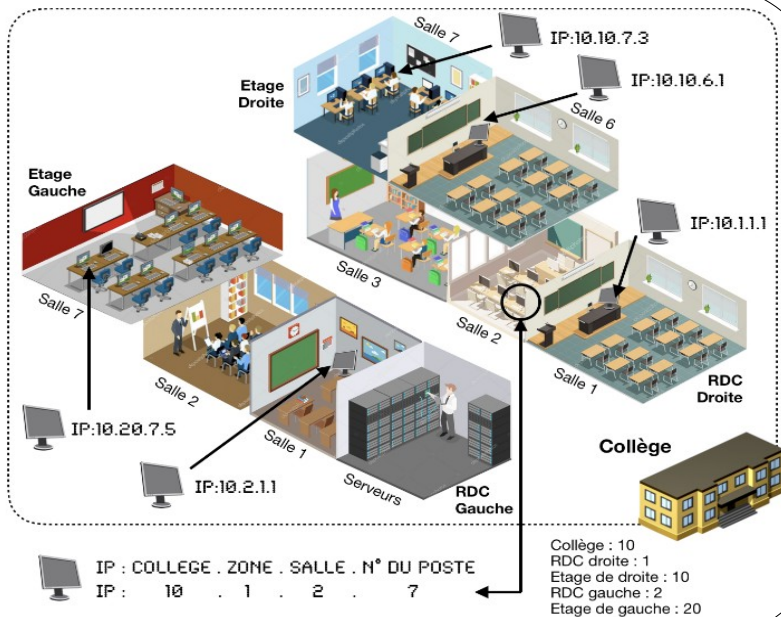 Salle 7
IP:10.10.7.3
Etage
Droite
IP:10.10.6.1
Salle 6
Etage
Gauche
IP:10.1.1.1
Salle 3
Salle 7
Salle 2
Salle 2
Salle 1
RDC
Droite
IP:10.20.7.5
Salle 1
IP:10.2.1.1
Serveurs
RDC
Gauche
Collège
IP : COLLEGE . ZONE . SALLE . N° DU POSTE
IP : 10 . 1 . 2 . 7
Collège : 10
RDC droite : 1
Etage de droite : 10
RDC gauche : 2
Etage de gauche : 20